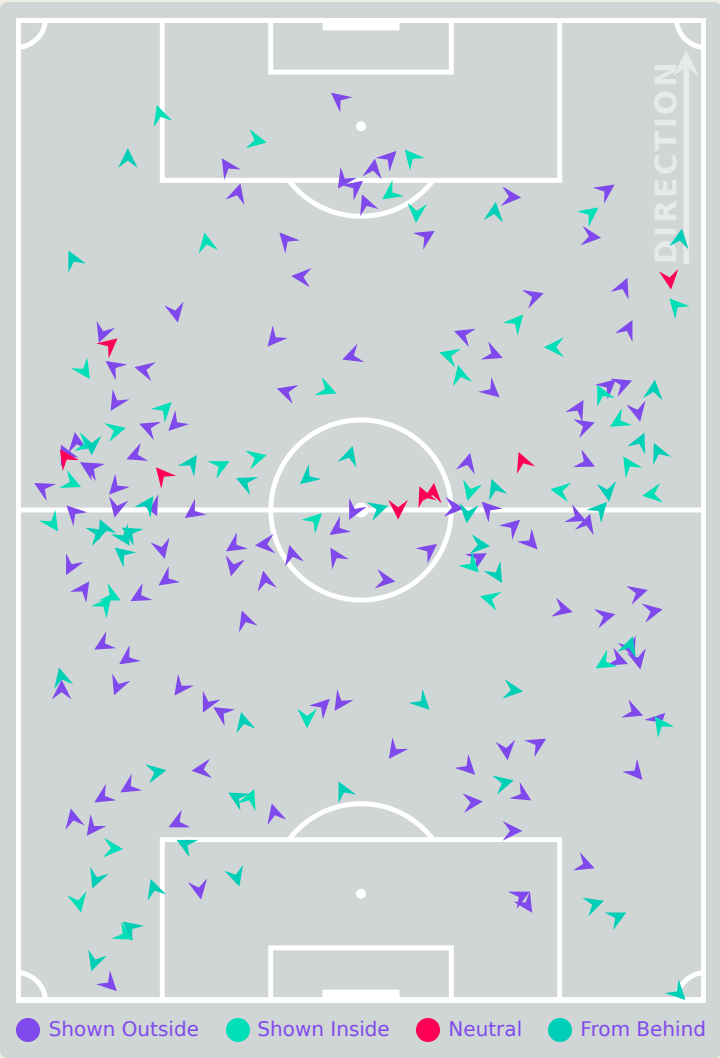 DIRECTION
Shown Outside
Shown Inside
Neutral
From Behind